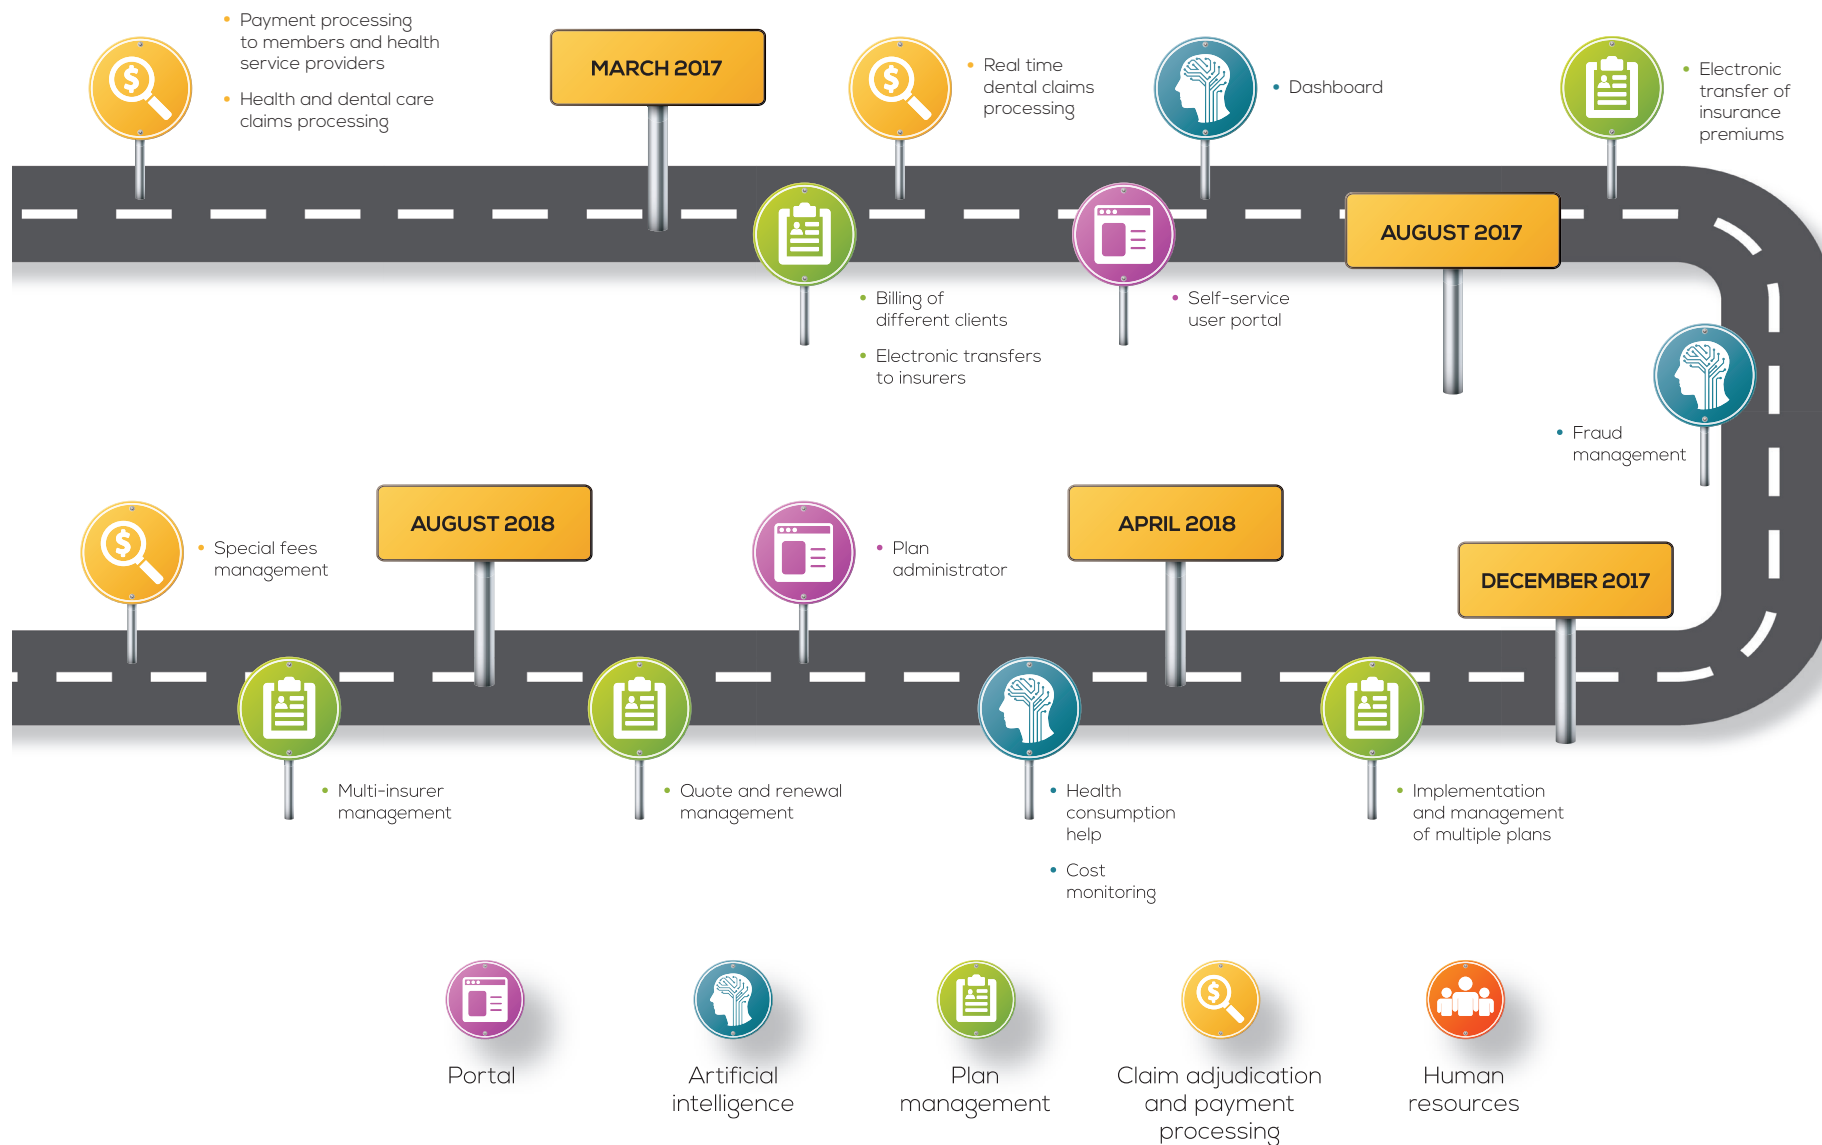 • Payment processing
to members and health
service providers
• Health and dental care
claims processing
MARCH 2017
• Billing of
different clients
• Electronic transfers
to insurers
• Real time
dental claims
processing
• Self-service
user portal
• Dashboard
AUGUST 2017
• Electronic
transfer of
insurance
premiums
• Fraud
management
DECEMBER 2017
• Implementation
and management
of multiple plans
APRIL 2018
• Health
consumption
help
• Cost
monitoring
• Plan
administrator
• Quote and renewal
management
AUGUST 2018
• Multi-insurer
management
• Special fees
management
Portal
Artificial
intelligence
Plan
management
Claim adjudication
and payment
processing
Human
resources